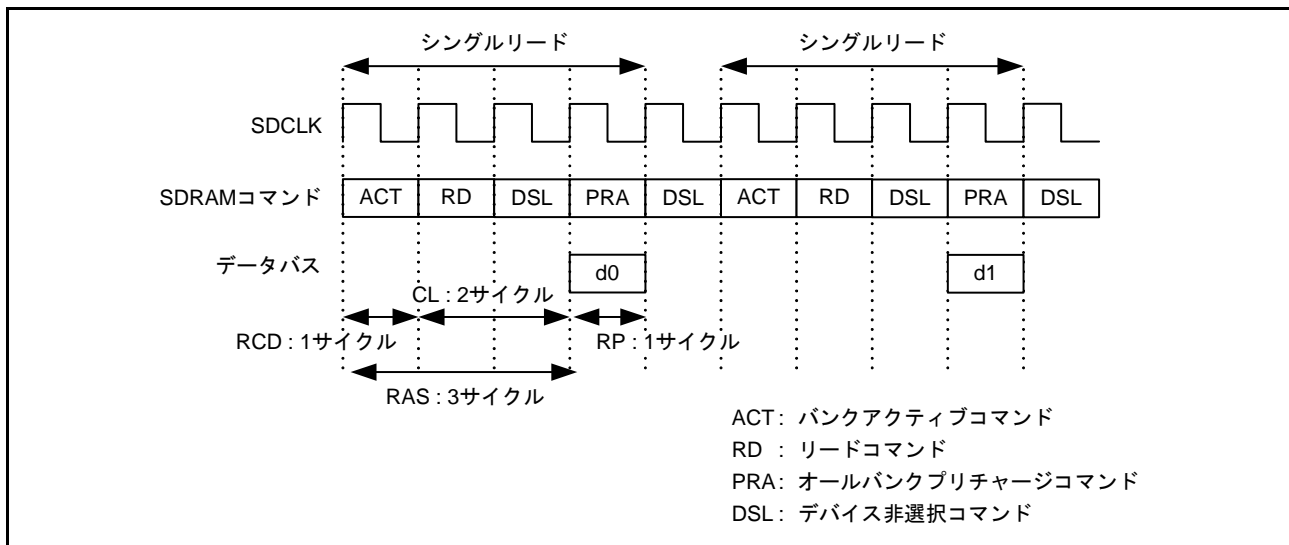 シングルリード シングルリード
SDCLK
SDRAMコマンド ACT RD DSL PRA DSL ACT RD DSL PRA DSL
データバス d0 d1
CL : 2サイクル
RCD : 1サイクル RP : 1サイクル
RAS : 3サイクル
ACT : バンクアクティブコマンド
RD : リードコマンド
PRA : オールバンクプリチャージコマンド
DSL : デバイス非選択コマンド